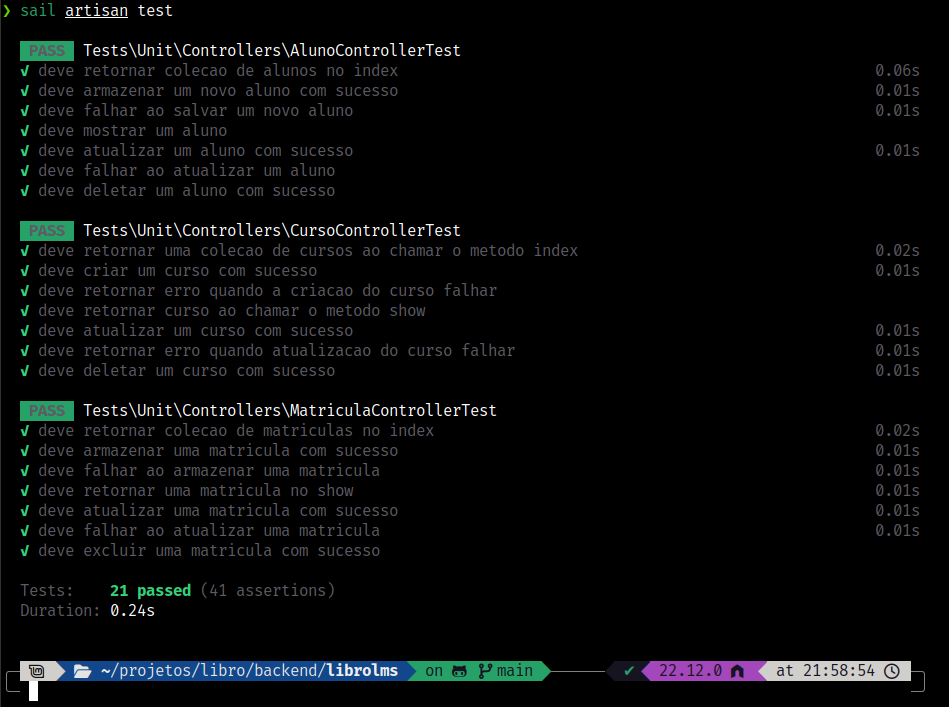 ❯ sail artisan test
PASS Tests\Unit\Controllers\AlunoControllerTest
✓ deve retornar colecao de alunos no index 0.06s
✓ deve armazenar um novo aluno com sucesso 0.01s
✓ deve falhar ao salvar um novo aluno 0.01s
✓ deve mostrar um aluno
✓ deve atualizar um aluno com sucesso 0.01s
✓ deve falhar ao atualizar um aluno
✓ deve deletar um aluno com sucesso
PASS Tests\Unit\Controllers\CursoControllerTest
✓ deve retornar uma colecao de cursos ao chamar o metodo index 0.02s
✓ deve criar um curso com sucesso 0.01s
✓ deve retornar erro quando a criacao do curso falhar
✓ deve retornar curso ao chamar o metodo show
✓ deve atualizar um curso com sucesso 0.01s
✓ deve retornar erro quando atualizacao do curso falhar 0.01s
✓ deve deletar um curso com sucesso 0.01s
PASS Tests\Unit\Controllers\MatriculaControllerTest
✓ deve retornar colecao de matriculas no index 0.02s
✓ deve armazenar uma matricula com sucesso 0.01s
✓ deve falhar ao armazenar uma matricula 0.01s
✓ deve retornar uma matricula no show 0.01s
✓ deve atualizar uma matricula com sucesso 0.01s
✓ deve falhar ao atualizar uma matricula 0.01s
✓ deve excluir uma matricula com sucesso
Tests: 21 passed (41 assertions)
Duration: 0.24s
~/projetos/libro/backend/librolms on main ✔ 22.12.0 at 21:58:54